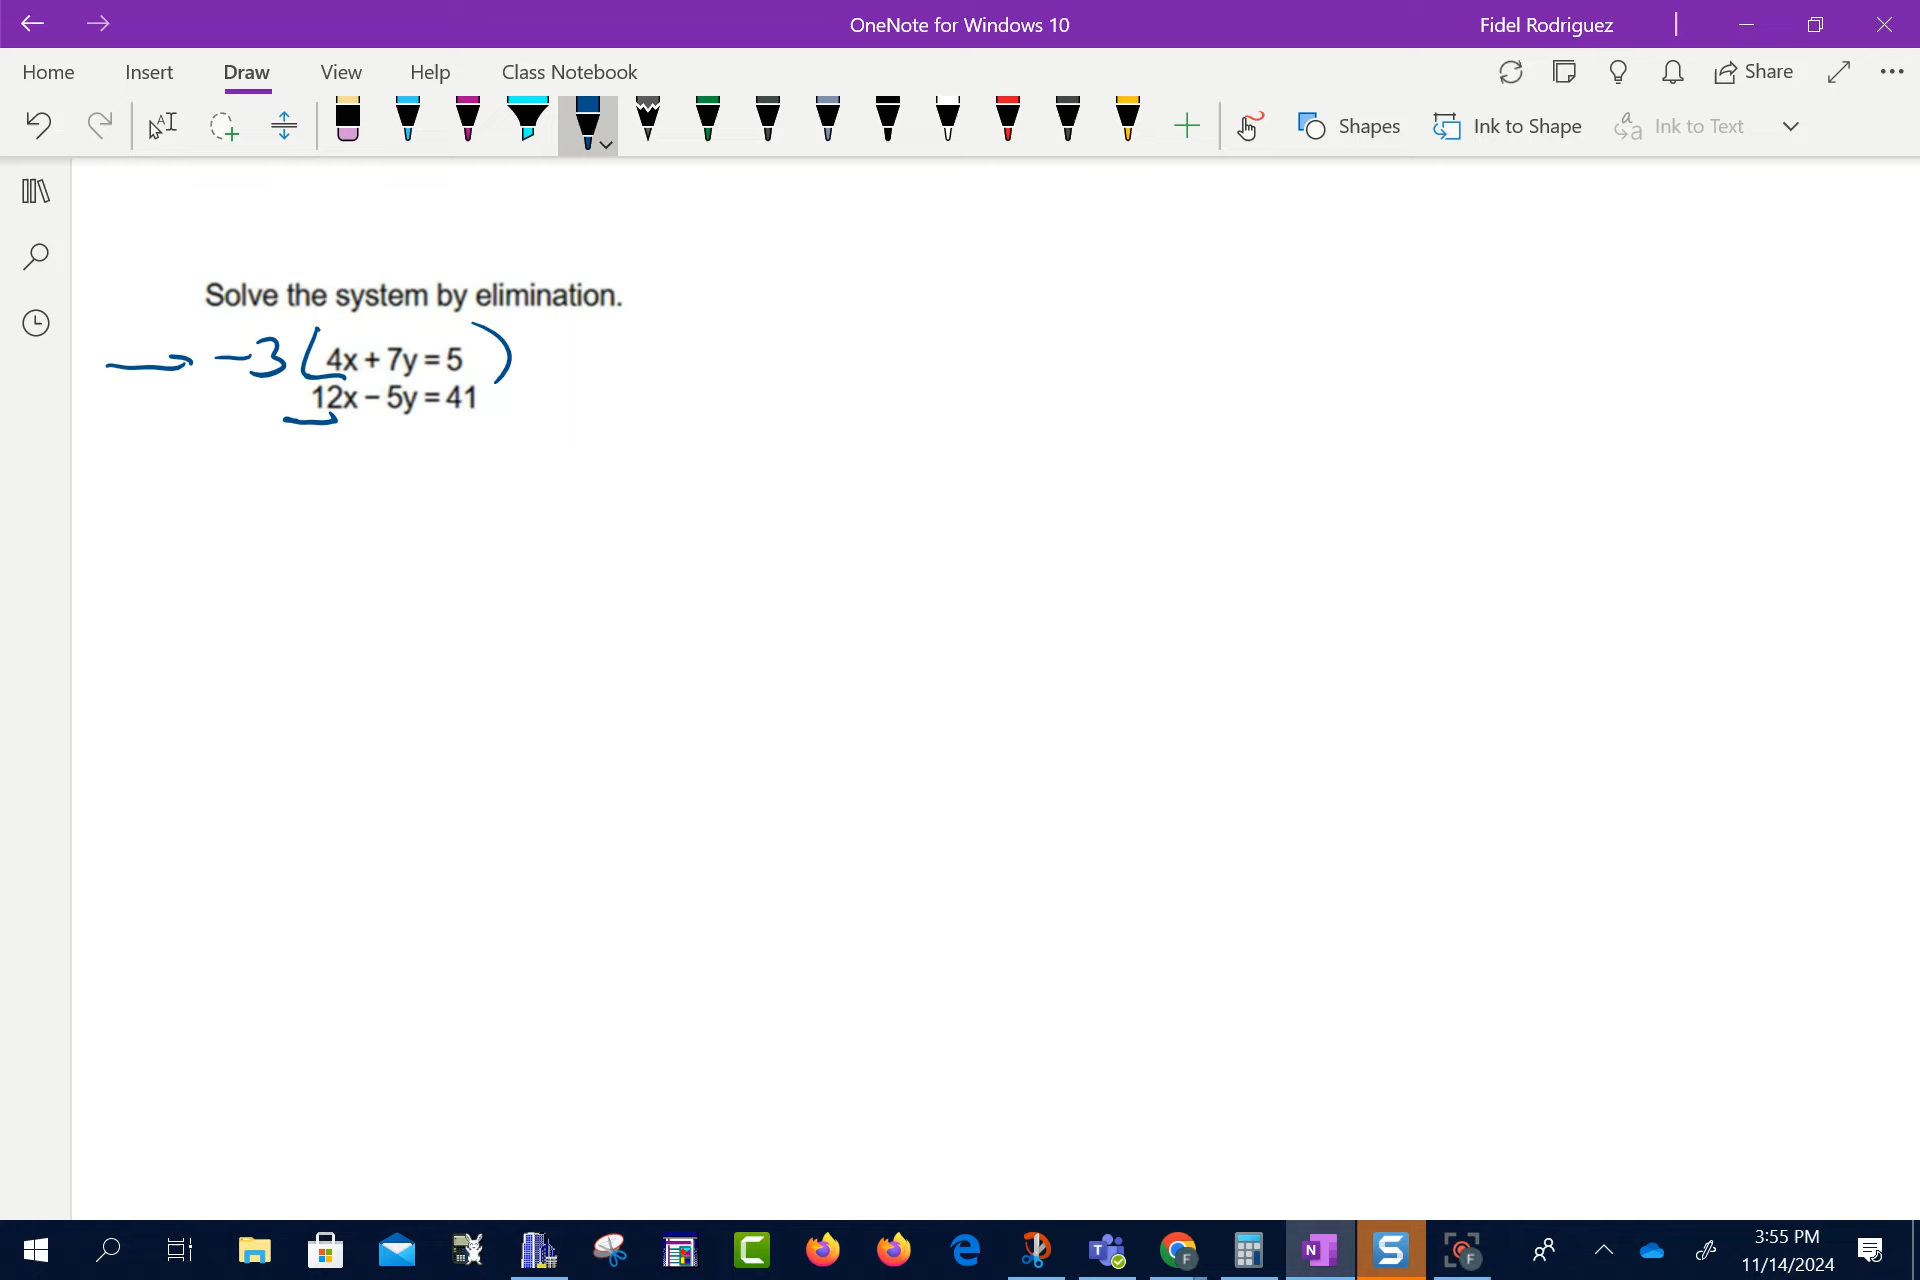 OneNote for Windows 10
Fidel Rodriguez
Home Insert Draw View Help Class Notebook Share
Shapes Ink to Shape Ink to Text
Solve the system by elimination.
-3 ( 4x + 7y = 5 )
12x − 5y = 41
3:55 PM
11/14/2024